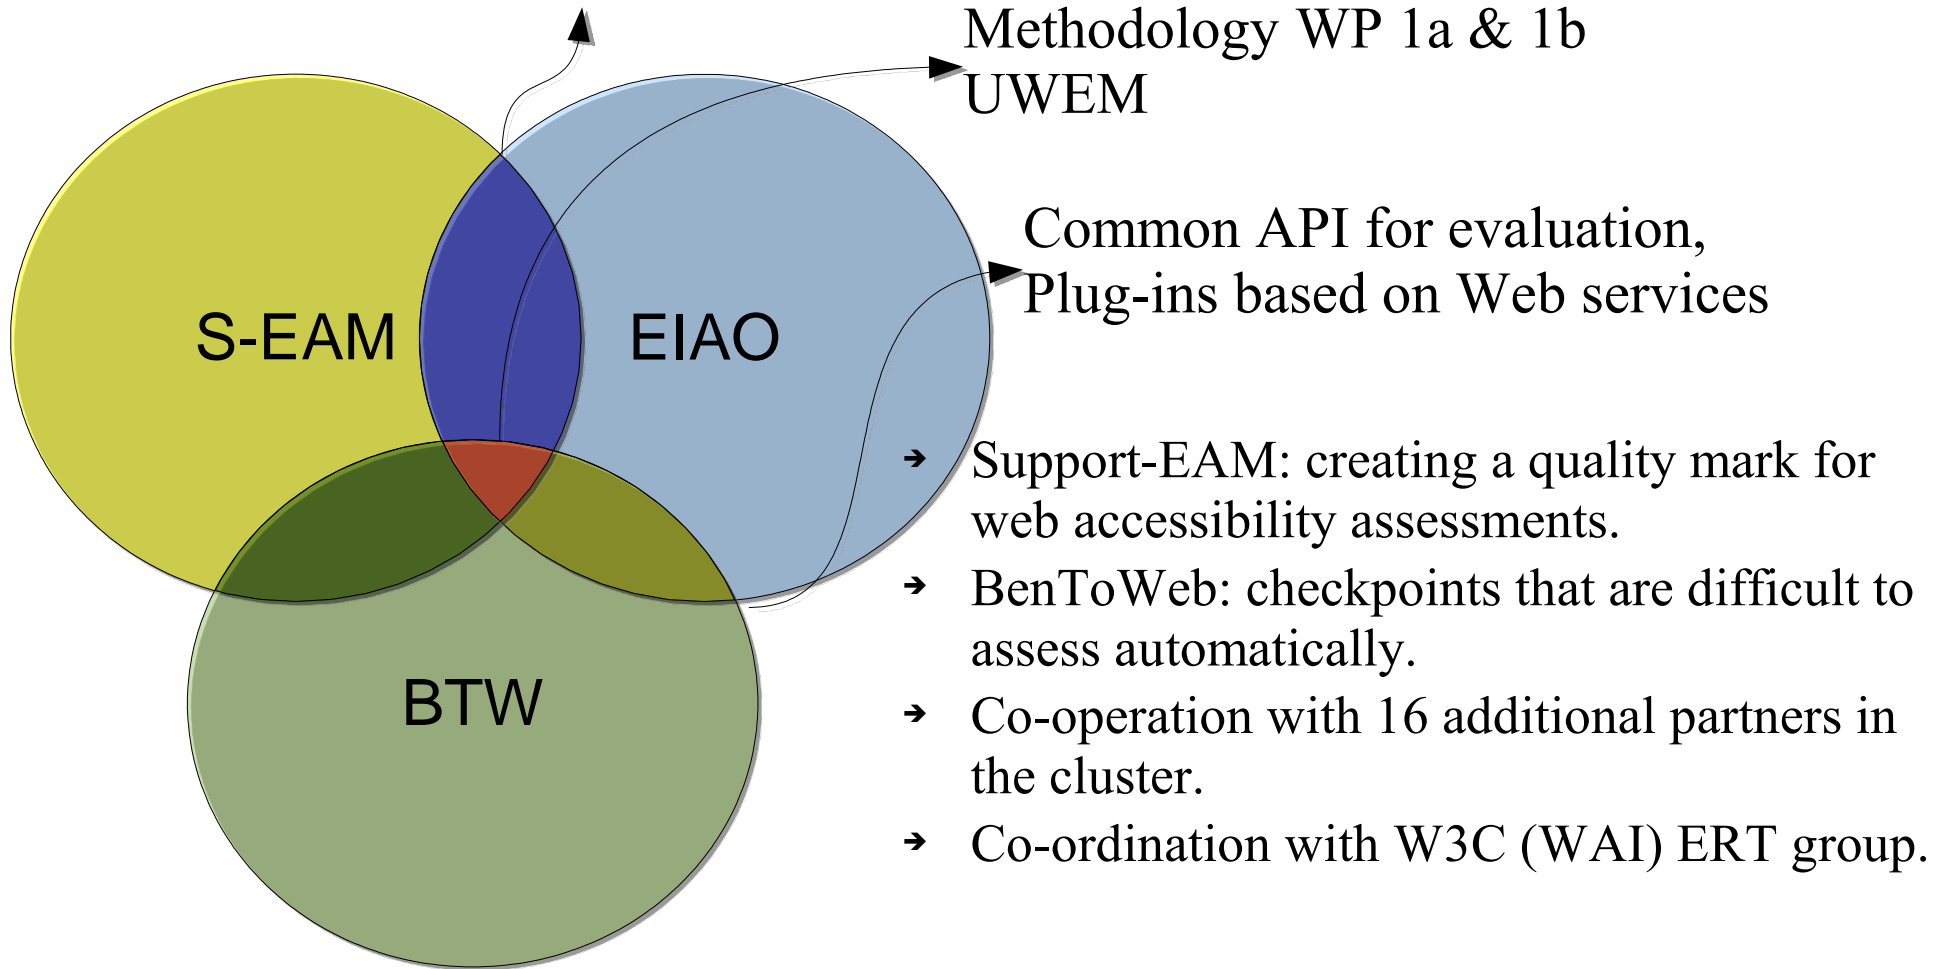 Methodology WP 1a & 1b
UWEM
Common API for evaluation,
Plug-ins based on Web services
S-EAM
EIAO
BTW
➔ Support-EAM: creating a quality mark for
web accessibility assessments.
➔ BenToWeb: checkpoints that are difficult to
assess automatically.
➔ Co-operation with 16 additional partners in
the cluster.
➔ Co-ordination with W3C (WAI) ERT group.